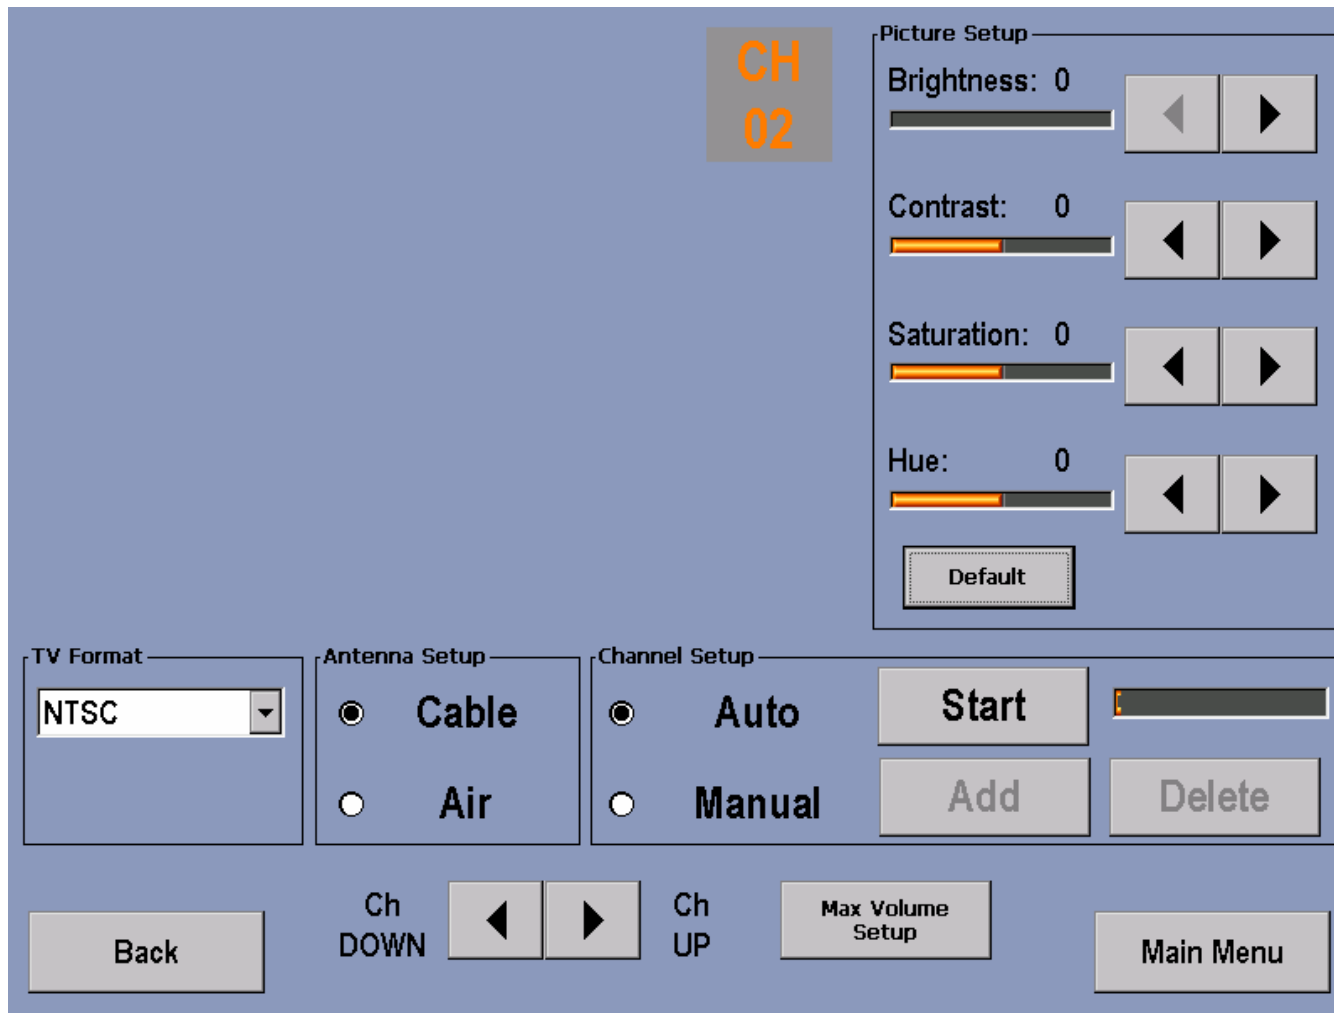 CH
02
Picture Setup
Brightness: 0
Contrast: 0
Saturation: 0
Hue: 0
Default
TV Format
NTSC
Antenna Setup
Cable
Air
Channel Setup
Auto
Start
Manual
Add
Delete
Back
Ch
DOWN
Ch
UP
Max Volume
Setup
Main Menu